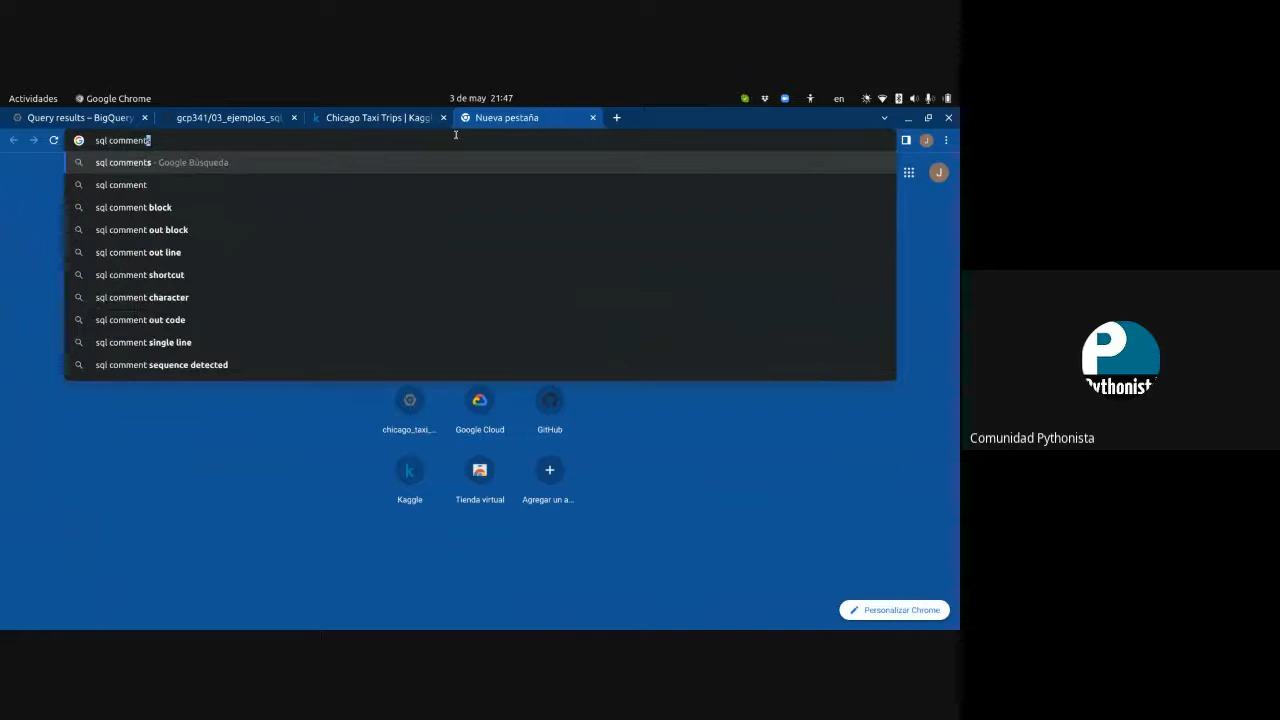 Actividades
Google Chrome
3 de may 21:47
en
Query results – BigQuery
gcp341/03_ejemplos_sql
Chicago Taxi Trips | Kaggl
Nueva pestaña
sql comments
J
sql comments - Google Búsqueda
sql comment
J
sql comment block
sql comment out block
sql comment out line
sql comment shortcut
sql comment character
sql comment out code
sql comment single line
sql comment sequence detected
chicago_taxi_...
Google Cloud
GitHub
k
Kaggle
Tienda virtual
Agregar un a...
Personalizar Chrome
P
Pythonist
Comunidad Pythonista